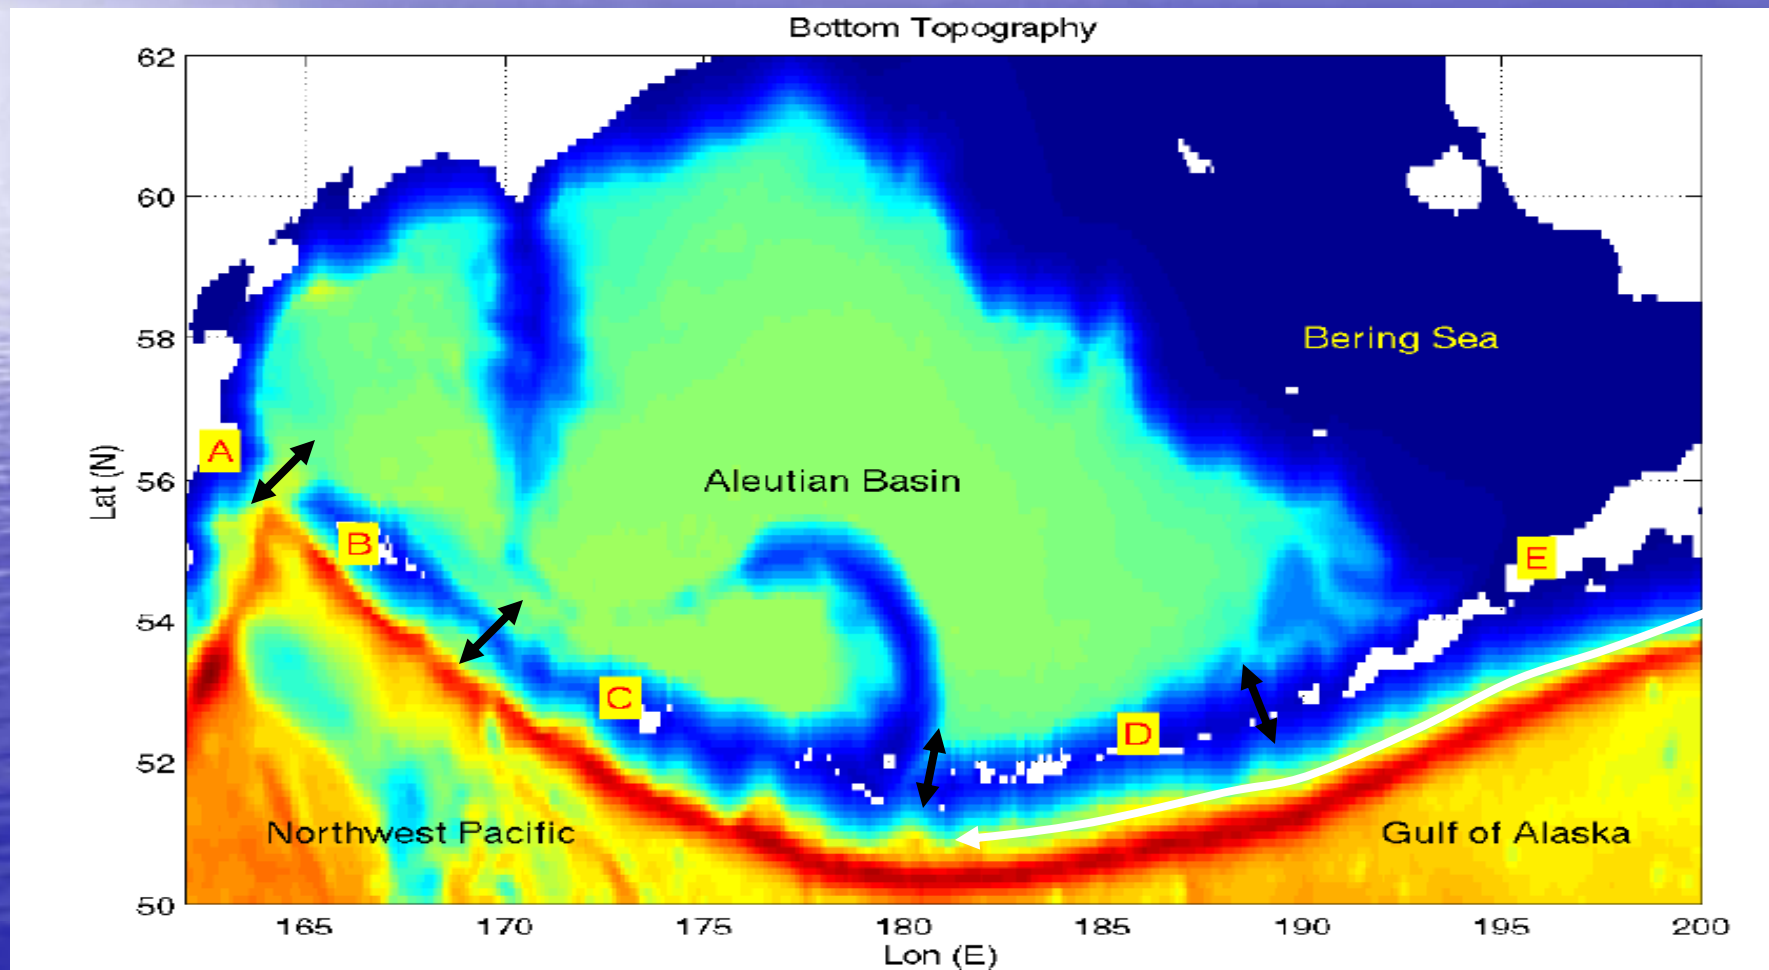 Bottom Topography
62
60
58
56
54
52
50
Lat (N)
A
B
C
D
E
Bering Sea
Aleutian Basin
Northwest Pacific
Gulf of Alaska
165 170 175 180 185 190 195 200
Lon (E)